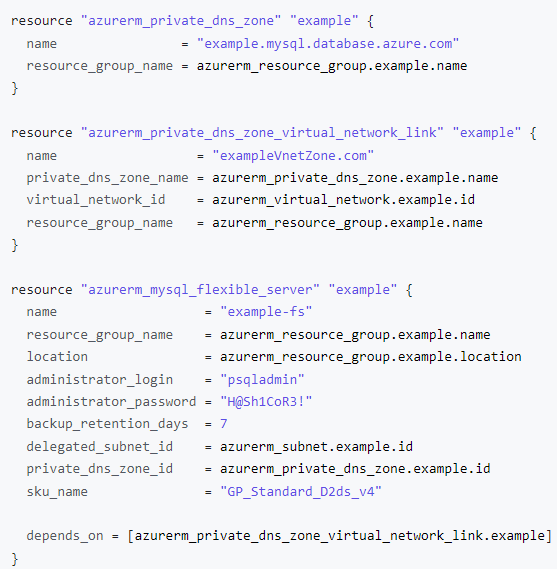 resource "azurerm_private_dns_zone" "example" {
  name                = "example.mysql.database.azure.com"
  resource_group_name = azurerm_resource_group.example.name
}

resource "azurerm_private_dns_zone_virtual_network_link" "example" {
  name                  = "exampleVnetZone.com"
  private_dns_zone_name = azurerm_private_dns_zone.example.name
  virtual_network_id    = azurerm_virtual_network.example.id
  resource_group_name   = azurerm_resource_group.example.name
}

resource "azurerm_mysql_flexible_server" "example" {
  name                   = "example-fs"
  resource_group_name    = azurerm_resource_group.example.name
  location               = azurerm_resource_group.example.location
  administrator_login    = "psqladmin"
  administrator_password = "H@Sh1CoR3!"
  backup_retention_days  = 7
  delegated_subnet_id    = azurerm_subnet.example.id
  private_dns_zone_id    = azurerm_private_dns_zone.example.id
  sku_name               = "GP_Standard_D2ds_v4"

  depends_on = [azurerm_private_dns_zone_virtual_network_link.example]
}